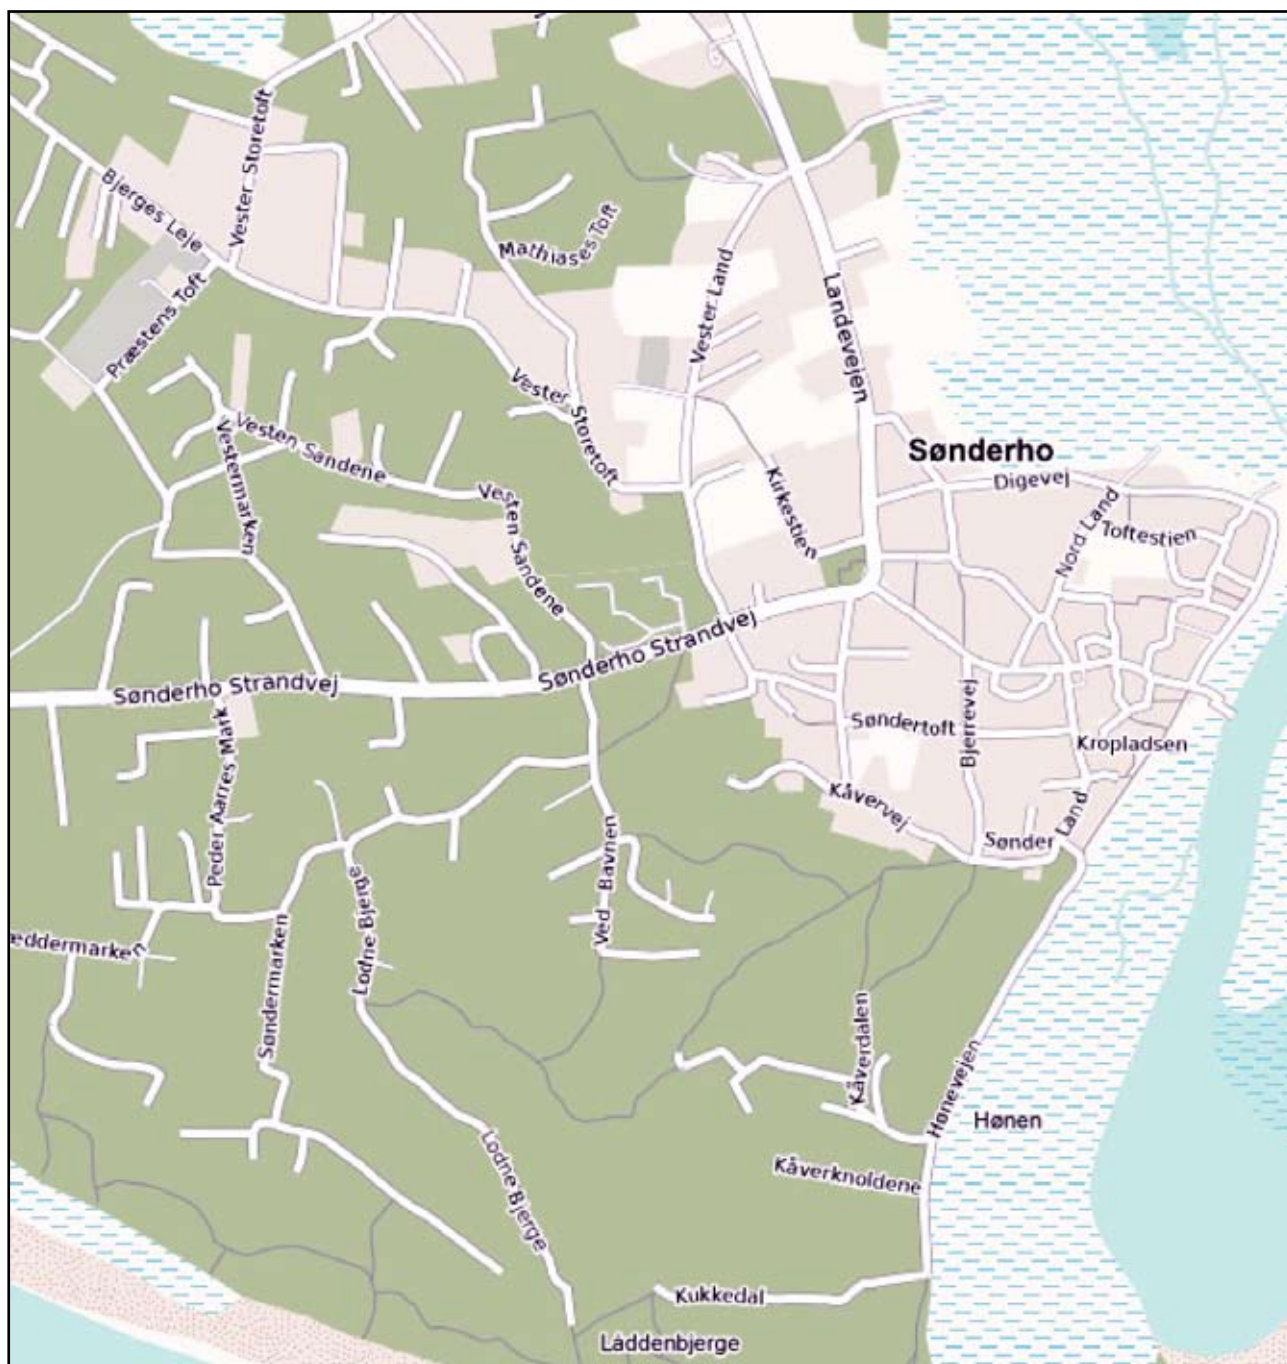 Vester Storetoft
Bjerges Leje
Mathiases Toft
Præstens Toft
Vester Land
Landevejen
Vester Storetoft
Vesten Sandene
Vestermarken
Sønderho
Digevej
Kirkestien
Nord Land
Toftestien
Vesten Sandene
Sønderho Strandvej
Sønderho Strandvej
Peder Aarres Mark
Søndertoft
Bjerrevej
Kropladsen
Kåvervej
Sønder Land
Ved Bavnen
Lodne Bjerge
æddermarken
Søndermarken
Kåverdalen
Hønevejen
Hønen
Kåverknoldene
Lodne Bjerge
Kukkedal
Låddenbjerge